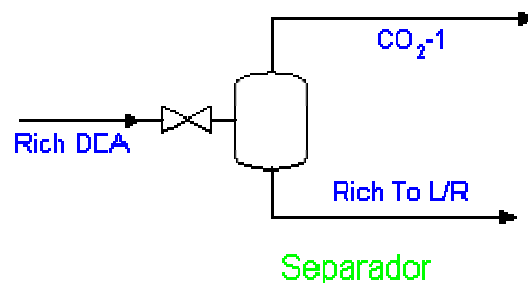 CO₂-1
Rich DEA
Rich To L/R
Separador